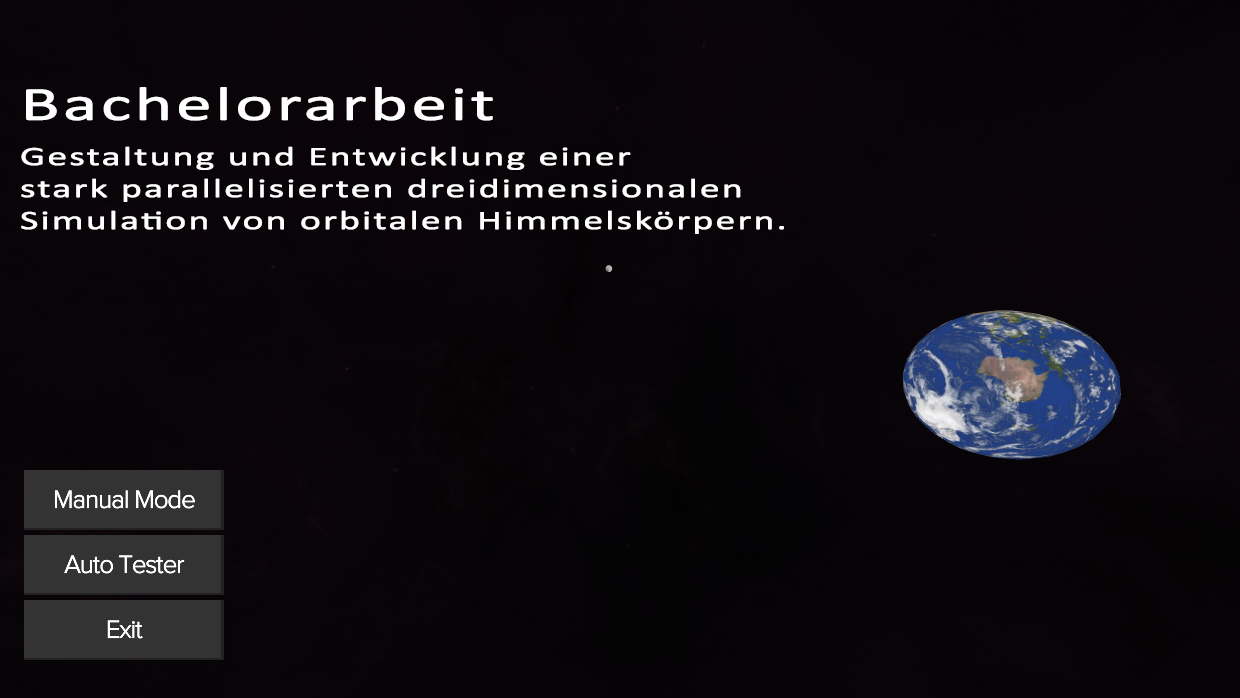 Bachelorarbeit
Gestaltung und Entwicklung einer
stark parallelisierten dreidimensionalen
Simulation von orbitalen Himmelskörpern.
Manual Mode
Auto Tester
Exit